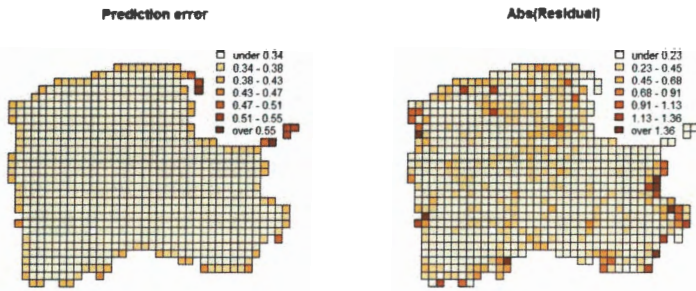 Prediction error
under 0.34
0.34 - 0.38
0.38 - 0.43
0.43 - 0.47
0.47 - 0.51
0.51 - 0.55
over 0.55
Abs(Residual)
under 0.23
0.23 - 0.45
0.45 - 0.68
0.68 - 0.91
0.91 - 1.13
1.13 - 1.36
over 1.36